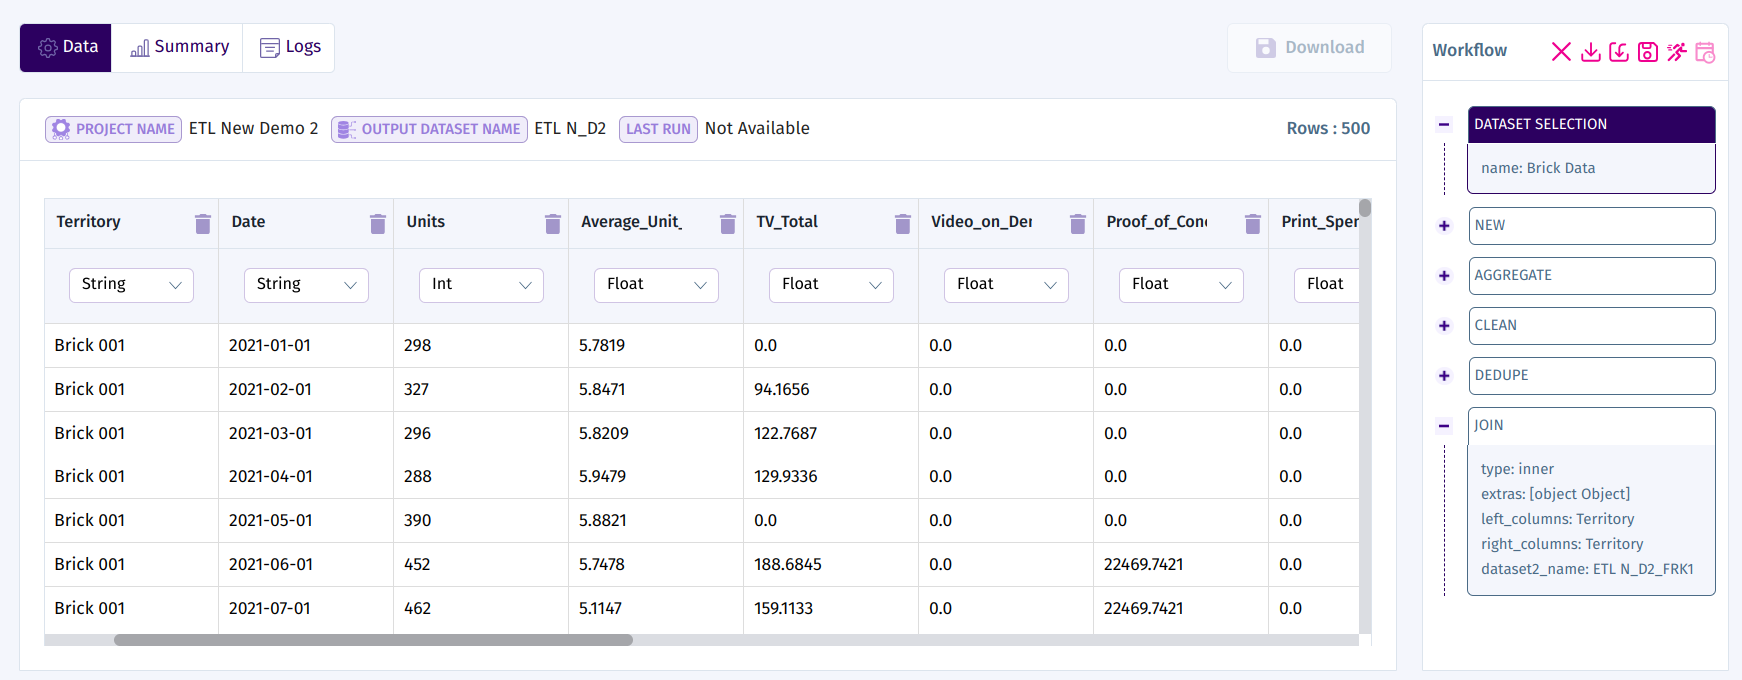 Data Summary Logs Download
PROJECT NAME ETL New Demo 2 OUTPUT DATASET NAME ETL N_D2 LAST RUN Not Available Rows : 500
Territory Date Units Average_Unit_ TV_Total Video_on_Der Proof_of_Con Print_Spen
String String Int Float Float Float Float Float
Brick 001 2021-01-01 298 5.7819 0.0 0.0 0.0 0.0
Brick 001 2021-02-01 327 5.8471 94.1656 0.0 0.0 0.0
Brick 001 2021-03-01 296 5.8209 122.7687 0.0 0.0 0.0
Brick 001 2021-04-01 288 5.9479 129.9336 0.0 0.0 0.0
Brick 001 2021-05-01 390 5.8821 0.0 0.0 0.0 0.0
Brick 001 2021-06-01 452 5.7478 188.6845 0.0 22469.7421 0.0
Brick 001 2021-07-01 462 5.1147 159.1133 0.0 22469.7421 0.0
Workflow
DATASET SELECTION
name: Brick Data
NEW
AGGREGATE
CLEAN
DEDUPE
JOIN
type: inner
extras: [object Object]
left_columns: Territory
right_columns: Territory
dataset2_name: ETL N_D2_FRK1